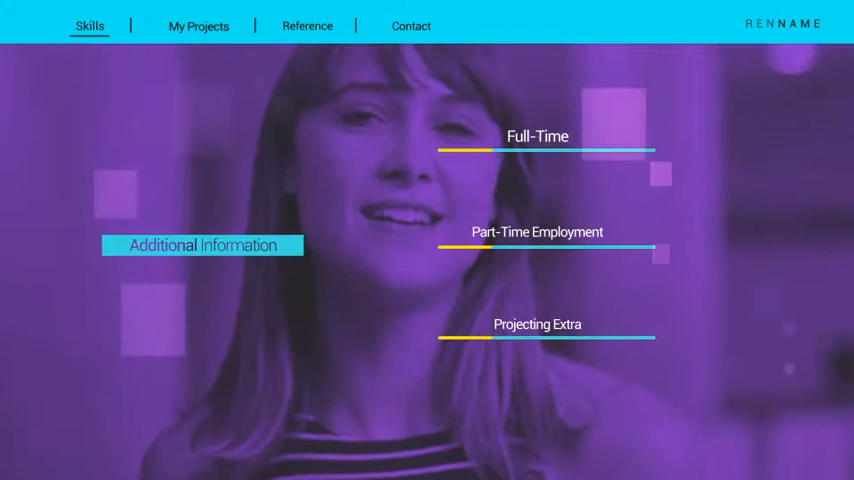 Skills | My Projects | Reference | Contact
RENNAME
Full-Time
Part-Time Employment
Additional Information
Projecting Extra